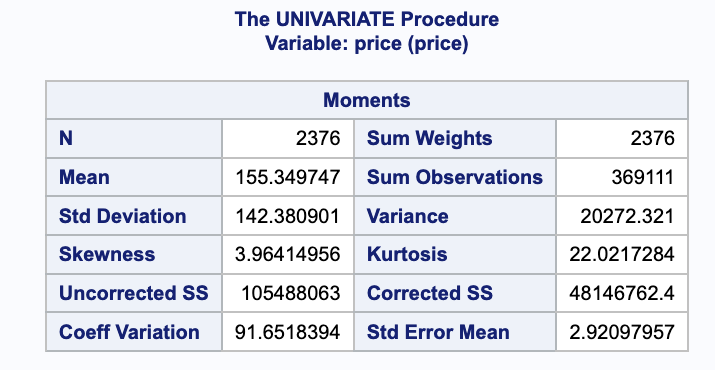 The UNIVARIATE Procedure
Variable: price (price)
Moments
N 2376 Sum Weights 2376
Mean 155.349747 Sum Observations 369111
Std Deviation 142.380901 Variance 20272.321
Skewness 3.96414956 Kurtosis 22.0217284
Uncorrected SS 105488063 Corrected SS 48146762.4
Coeff Variation 91.6518394 Std Error Mean 2.92097957